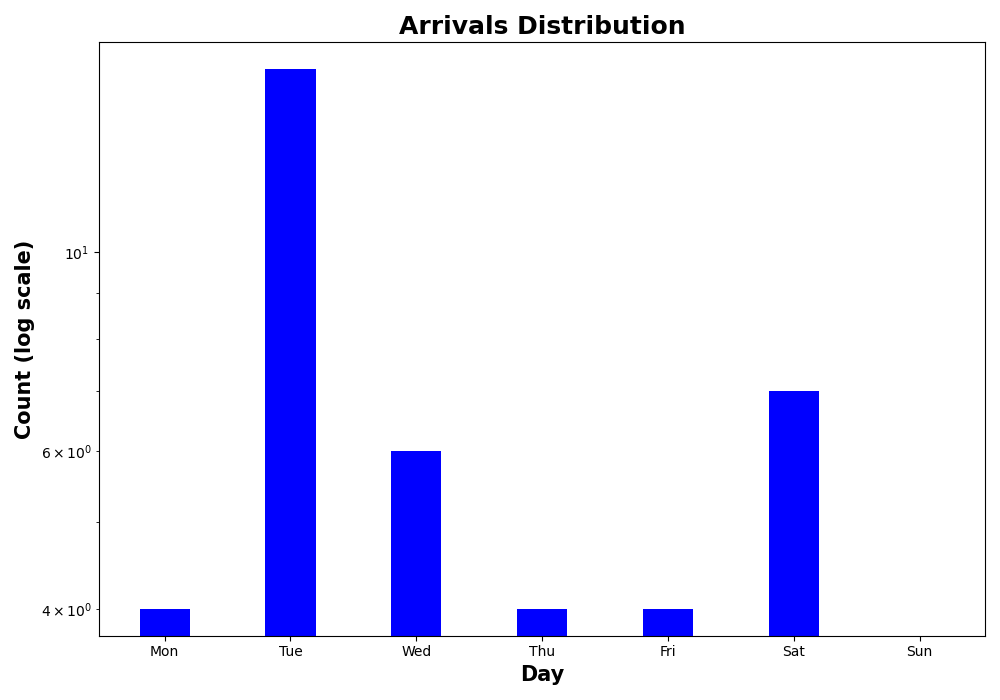 Arrivals Distribution
Count (log scale)
10¹
6 × 10⁰
4 × 10⁰
Mon Tue Wed Thu Fri Sat Sun
Day